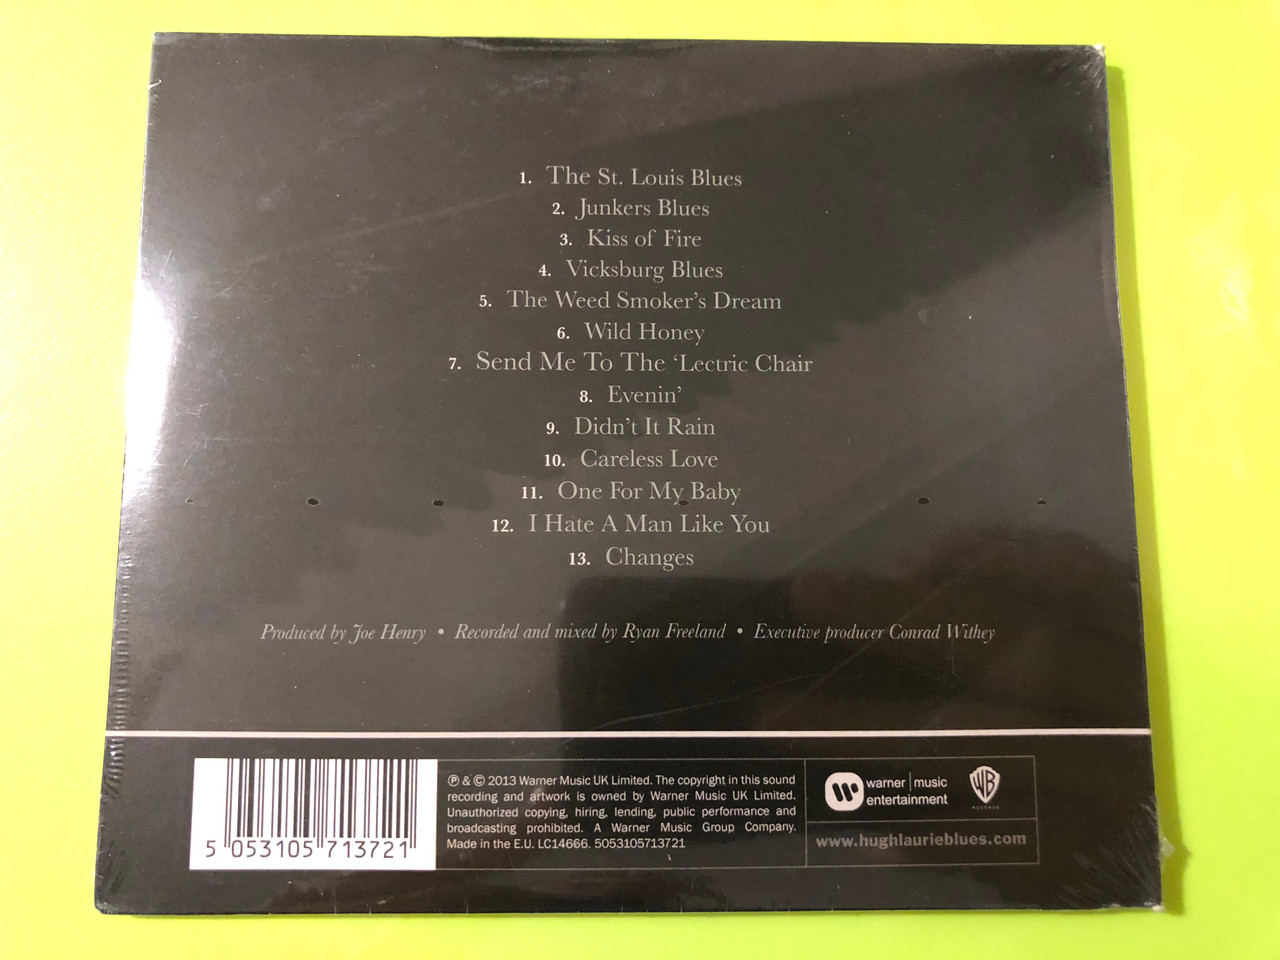 1. The St. Louis Blues
2. Junkers Blues
3. Kiss of Fire
4. Vicksburg Blues
5. The Weed Smoker's Dream
6. Wild Honey
7. Send Me To The ‘Lectric Chair
8. Evenin’
9. Didn't It Rain
10. Careless Love
11. One For My Baby
12. I Hate A Man Like You
13. Changes
Produced by Joe Henry • Recorded and mixed by Ryan Freeland • Executive producer Conrad Withey
5 053105 713721
℗ & © 2013 Warner Music UK Limited. The copyright in this sound
recording and artwork is owned by Warner Music UK Limited.
Unauthorized copying, hiring, lending, public performance and
broadcasting prohibited. A Warner Music Group Company.
Made in the E.U. LC14666. 5053105713721
warner | music
entertainment
WB
RECORDS
www.hughlaurieblues.com